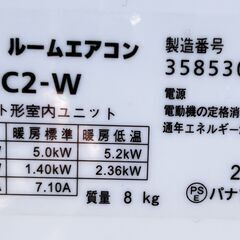 ルームエアコン
製造番号
C2-W
358530
ト形室内ユニット
電源
電動機の定格消
通年エネルギー
暖房標準 暖房低温
5.0kW 5.2kW
1.40kW 2.36kW
7.10A
質量 8 kg
2
PSE パナ